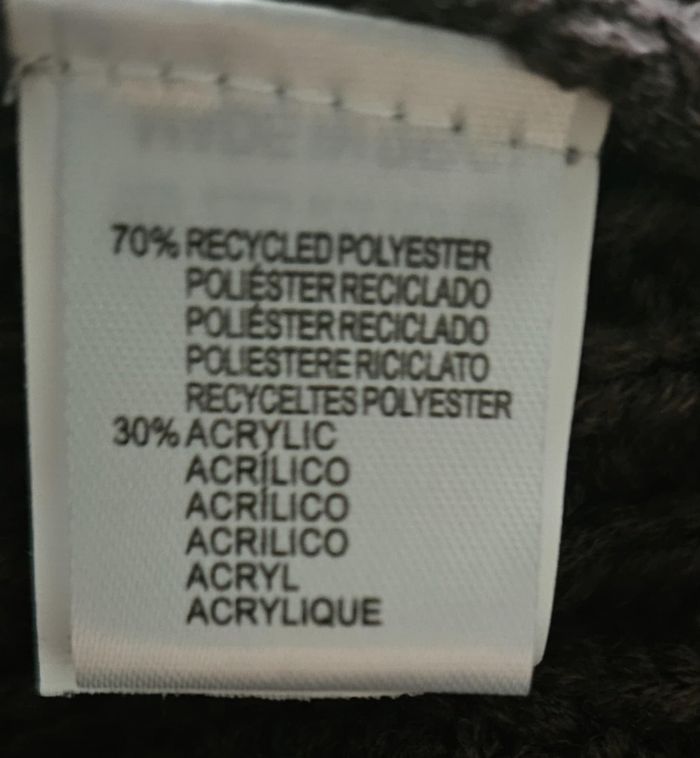 70% RECYCLED POLYESTER
POLIÉSTER RECICLADO
POLIÉSTER RECICLADO
POLIESTERE RICICLATO
RECYCELTES POLYESTER
30% ACRYLIC
ACRÍLICO
ACRÍLICO
ACRILICO
ACRYL
ACRYLIQUE